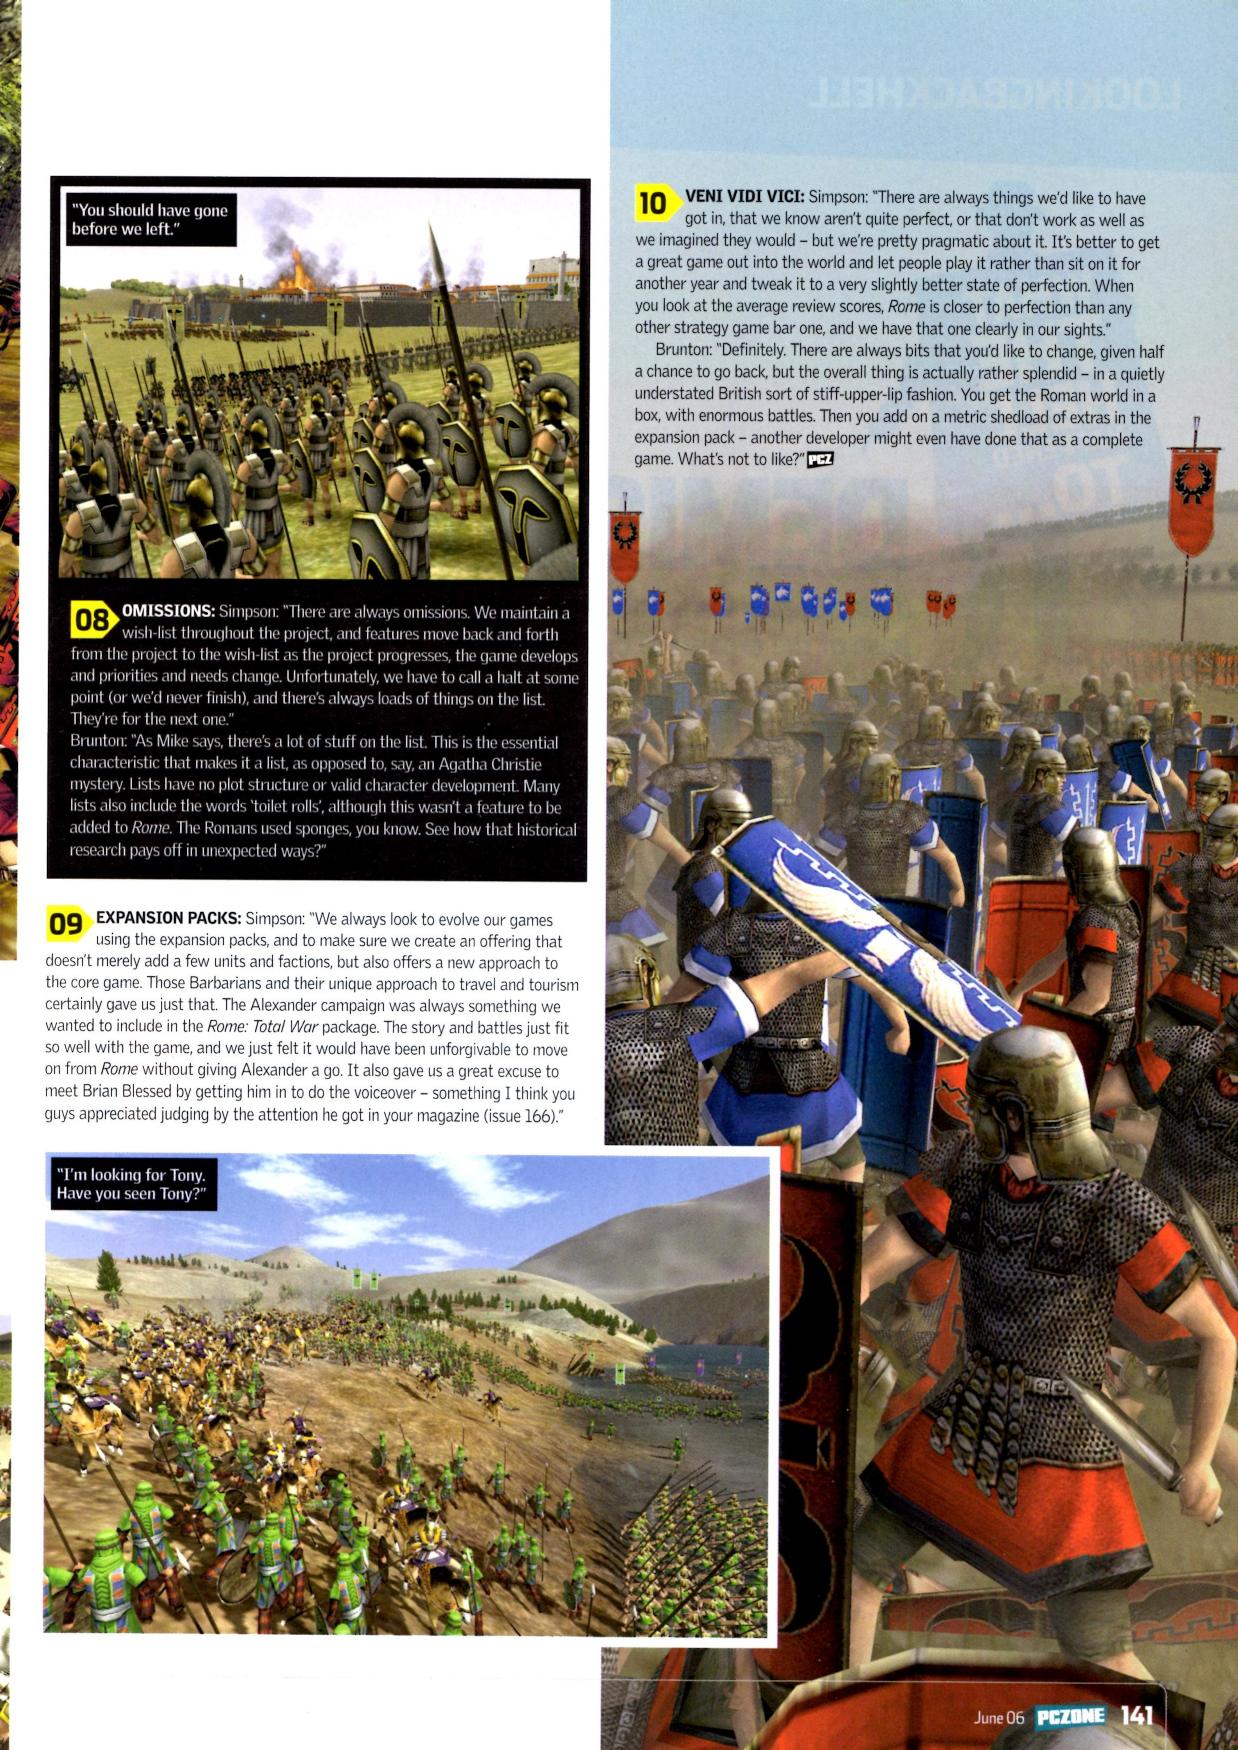 "You should have gone
before we left."
08 OMISSIONS: Simpson: "There are always omissions. We maintain a
wish-list throughout the project, and features move back and forth
from the project to the wish-list as the project progresses, the game develops
and priorities and needs change. Unfortunately, we have to call a halt at some
point (or we'd never finish), and there's always loads of things on the list.
They're for the next one."
Brunton: "As Mike says, there's a lot of stuff on the list. This is the essential
characteristic that makes it a list, as opposed to, say, an Agatha Christie
mystery. Lists have no plot structure or valid character development. Many
lists also include the words 'toilet rolls', although this wasn't a feature to be
added to Rome. The Romans used sponges, you know. See how that historical
research pays off in unexpected ways?"
09 EXPANSION PACKS: Simpson: "We always look to evolve our games
using the expansion packs, and to make sure we create an offering that
doesn't merely add a few units and factions, but also offers a new approach to
the core game. Those Barbarians and their unique approach to travel and tourism
certainly gave us just that. The Alexander campaign was always something we
wanted to include in the Rome: Total War package. The story and battles just fit
so well with the game, and we just felt it would have been unforgivable to move
on from Rome without giving Alexander a go. It also gave us a great excuse to
meet Brian Blessed by getting him in to do the voiceover – something I think you
guys appreciated judging by the attention he got in your magazine (issue 166)."
"I'm looking for Tony.
Have you seen Tony?"
10 VENI VIDI VICI: Simpson: "There are always things we'd like to have
got in, that we know aren't quite perfect, or that don't work as well as
we imagined they would – but we're pretty pragmatic about it. It's better to get
a great game out into the world and let people play it rather than sit on it for
another year and tweak it to a very slightly better state of perfection. When
you look at the average review scores, Rome is closer to perfection than any
other strategy game bar one, and we have that one clearly in our sights."
Brunton: "Definitely. There are always bits that you'd like to change, given half
a chance to go back, but the overall thing is actually rather splendid – in a quietly
understated British sort of stiff-upper-lip fashion. You get the Roman world in a
box, with enormous battles. Then you add on a metric shedload of extras in the
expansion pack – another developer might even have done that as a complete
game. What's not to like?" PCZ
June 06 PCZONE 141